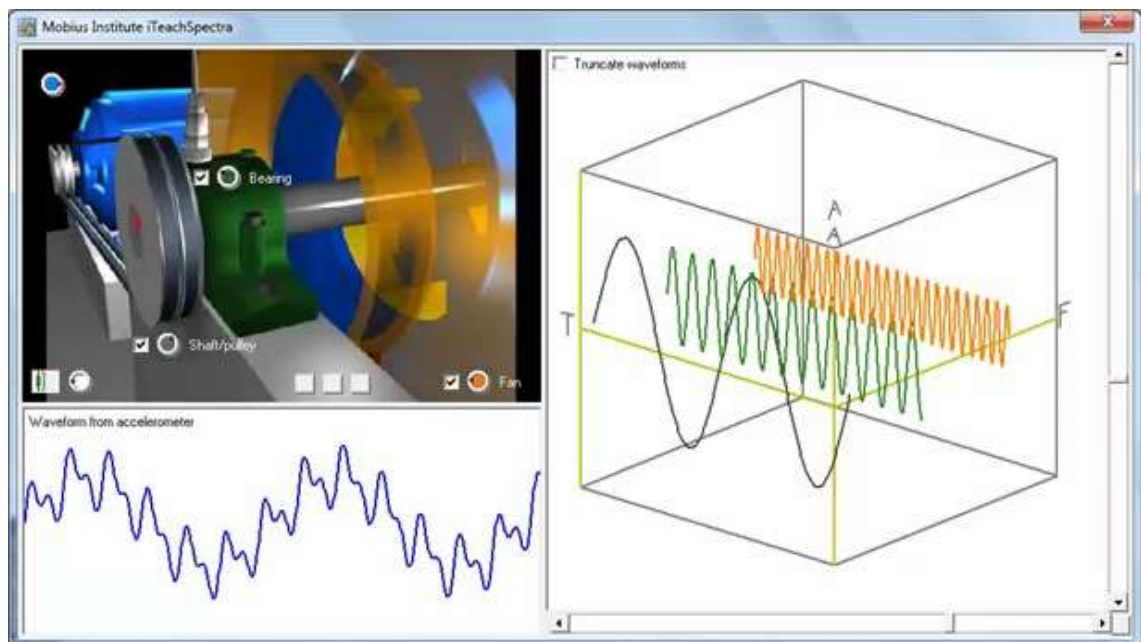 Mobius Institute iTeachSpectra
Truncate waveforms
Bearing
Shaft/pulley
Fan
Waveform from accelerometer
A
A
T
F